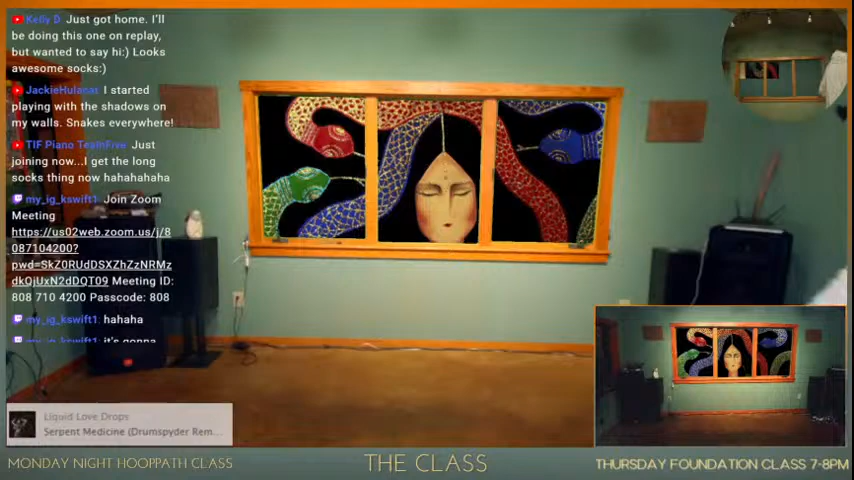 Kelly D Just got home. I'll
be doing this one on replay,
but wanted to say hi:) Looks
awesome socks:)
JackieHulacat I started
playing with the shadows on
my walls. Snakes everywhere!
TIF Piano TealnFive Just
joining now...I get the long
socks thing now hahahahaha
my_ig_kswift1: Join Zoom
Meeting
https://us02web.zoom.us/j/8
087104200?
pwd=
Meeting ID:
808 710 4200 Passcode: 808
my_ig_kswift1: hahaha
my_ig_kswift1: it's gonna
Liquid Love Drops
Serpent Medicine (Drumspyder Rem...
MONDAY NIGHT HOOPPATH CLASS
THE CLASS
THURSDAY FOUNDATION CLASS 7-8PM